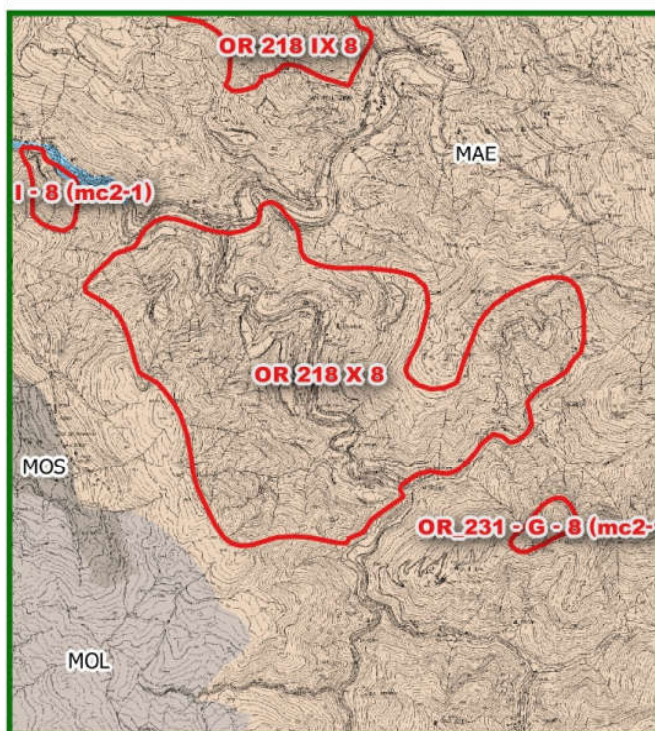 OR 218 IX 8
MAE
I - 8 (mc2-1)
OR 218 X 8
MOS
OR_231 - G - 8 (mc2-
MOL